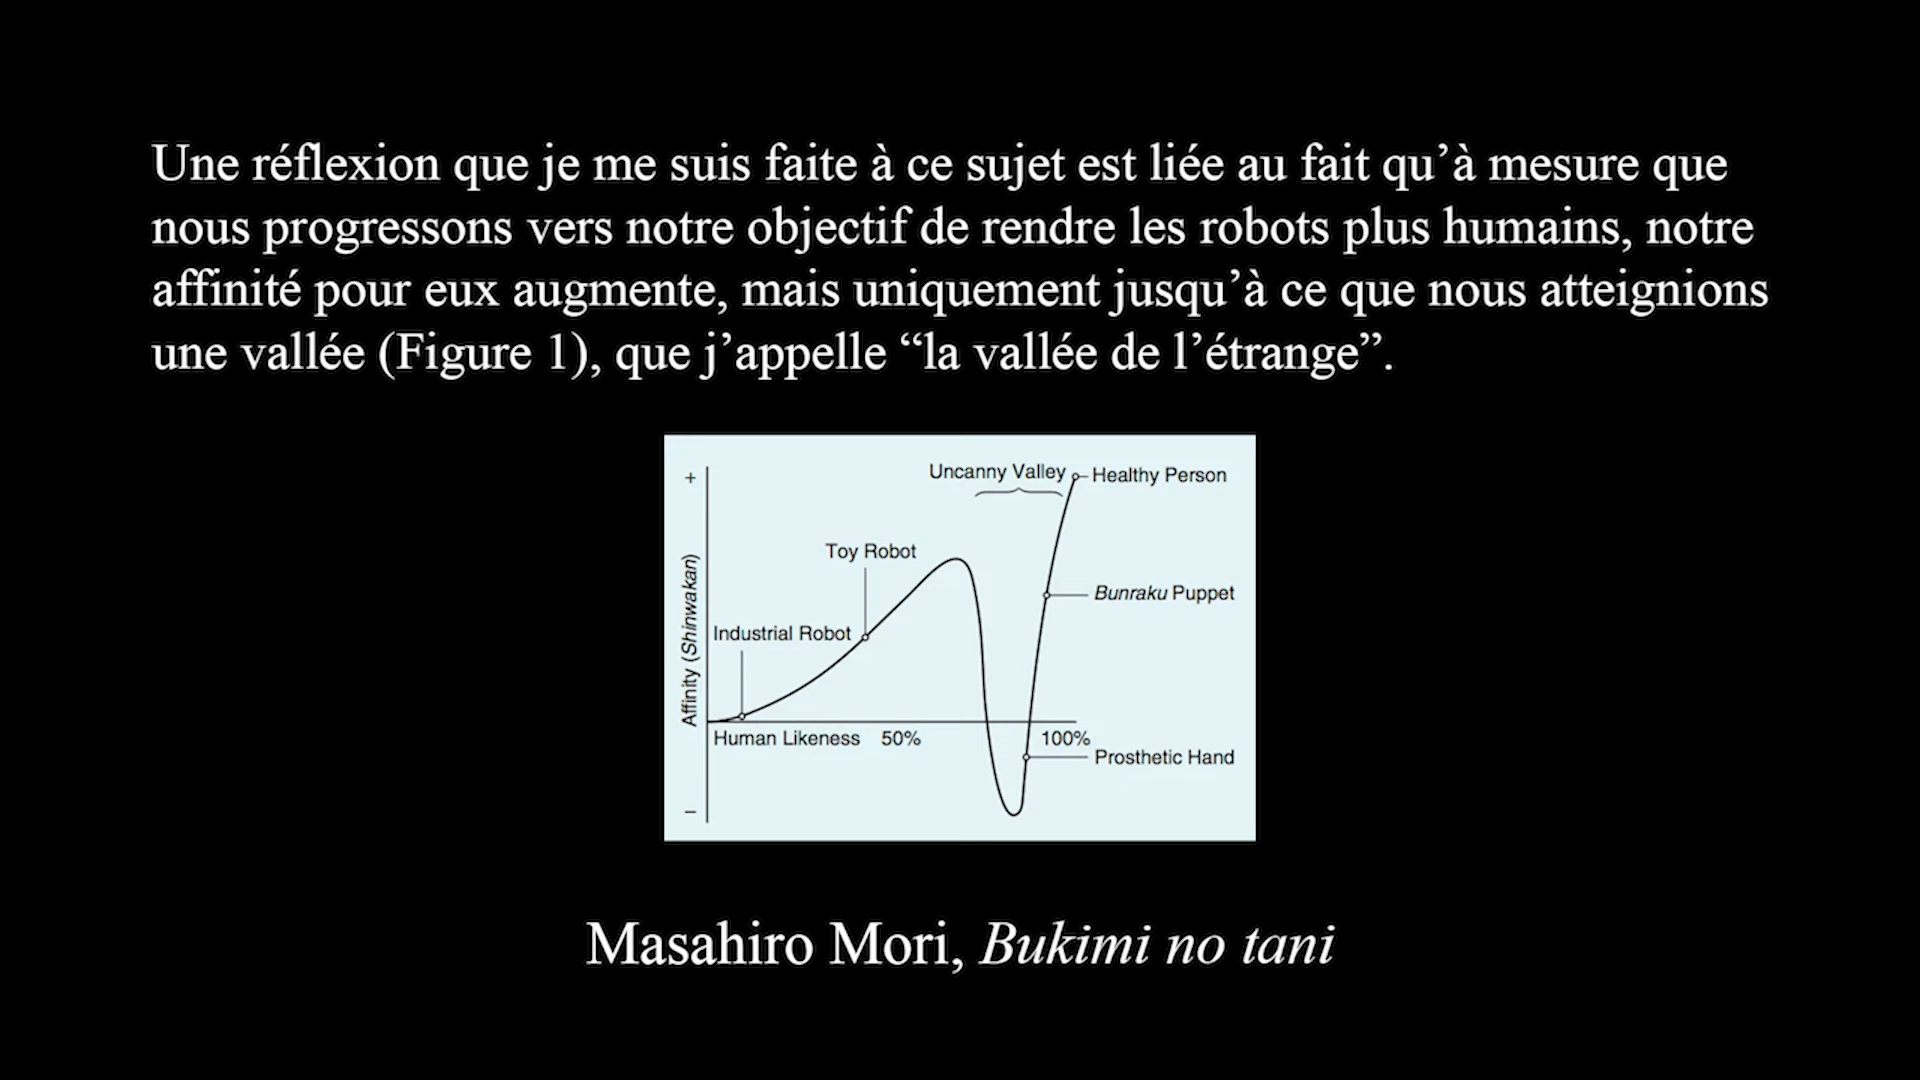 Une réflexion que je me suis faite à ce sujet est liée au fait qu’à mesure que
nous progressons vers notre objectif de rendre les robots plus humains, notre
affinité pour eux augmente, mais uniquement jusqu’à ce que nous atteignions
une vallée (Figure 1), que j’appelle “la vallée de l’étrange”.
Uncanny Valley
+
Healthy Person
Toy Robot
Bunraku Puppet
Industrial Robot
Affinity (Shinwakan)
Human Likeness 50% 100%
Prosthetic Hand
–
Masahiro Mori, Bukimi no tani